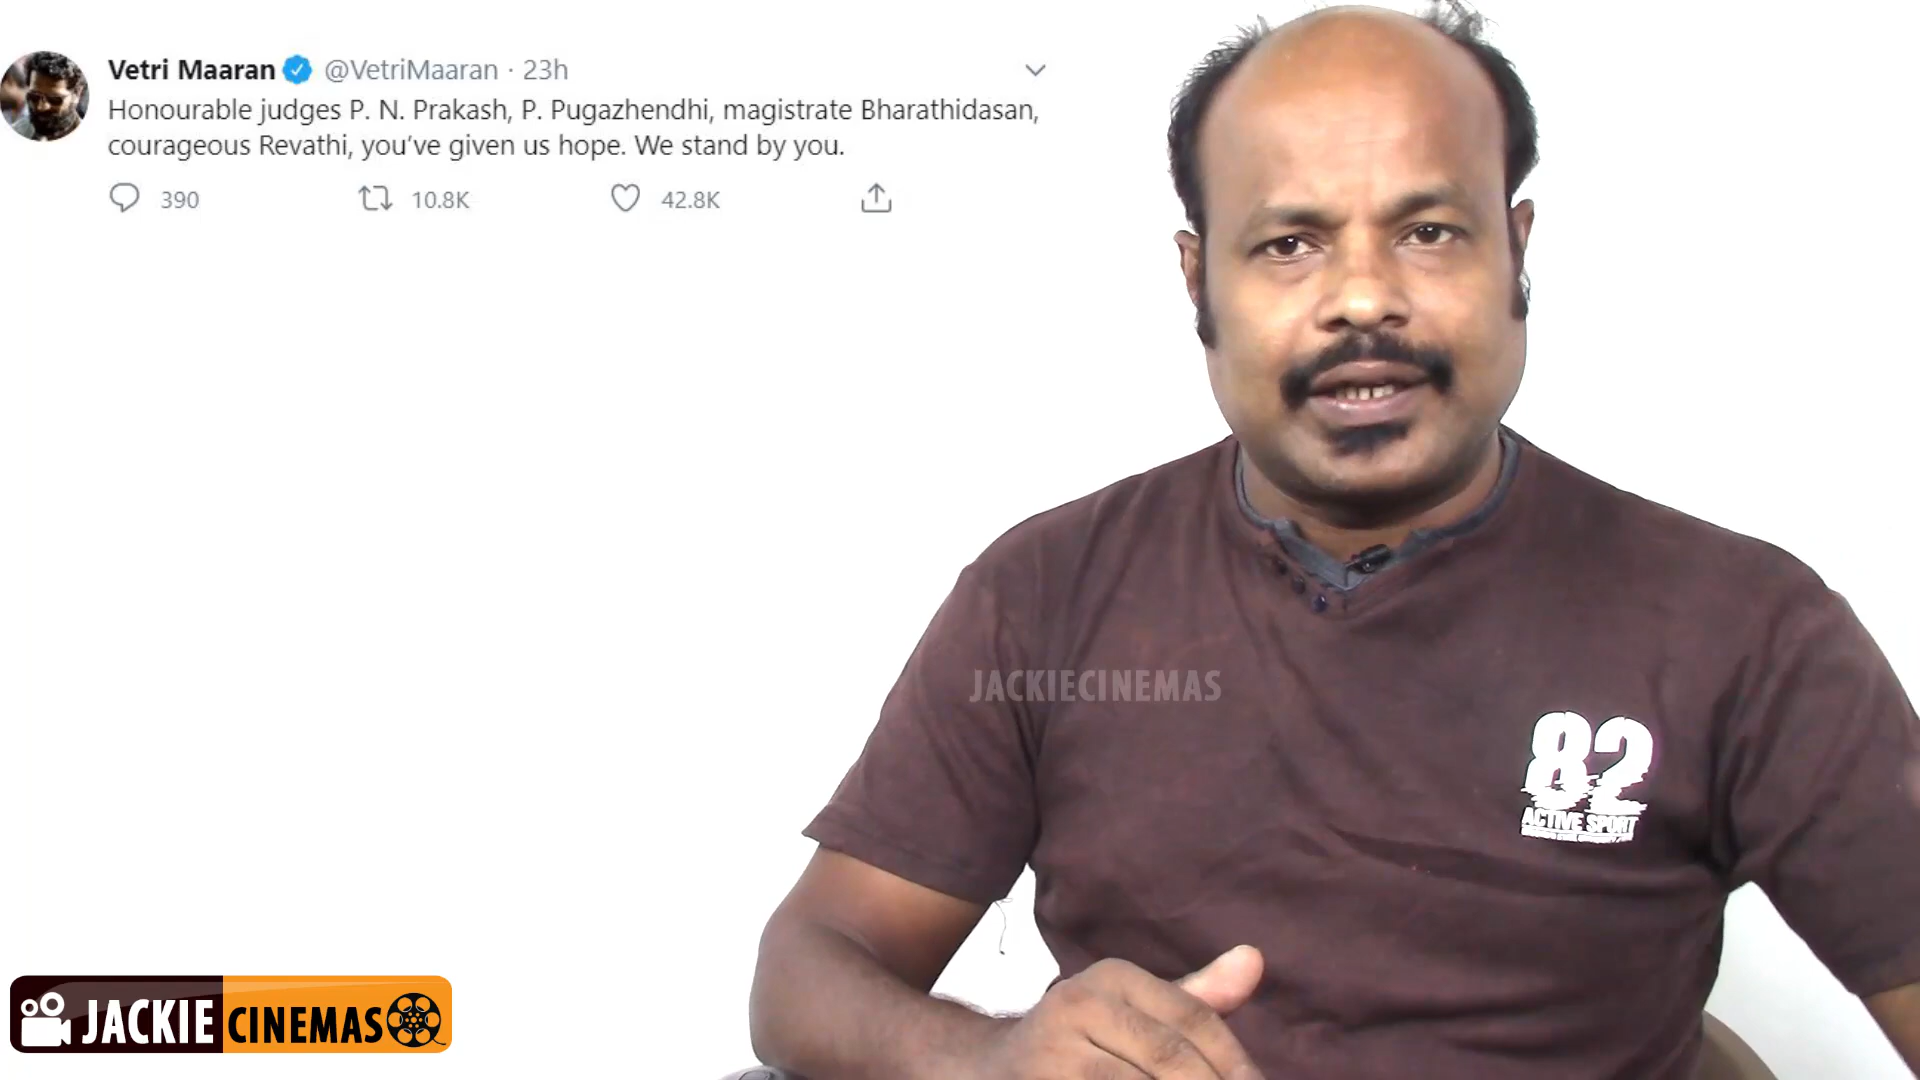 Vetri Maaran @VetriMaaran · 23h
Honourable judges P. N. Prakash, P. Pugazhendhi, magistrate Bharathidasan,
courageous Revathi, you've given us hope. We stand by you.
390 10.8K 42.8K
JACKIECINEMAS
82
ACTIVE SPORT
JACKIE CINEMAS